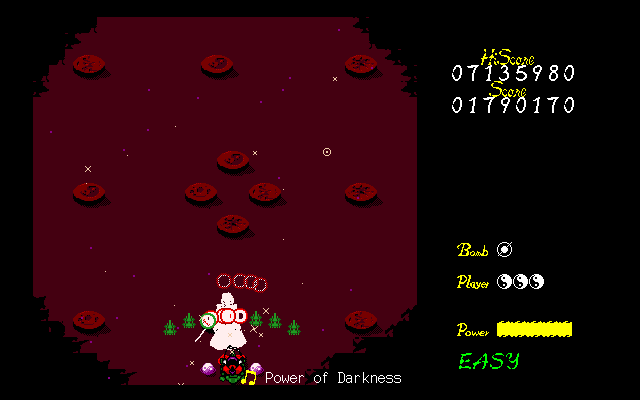 HiScore
07135980
Score
01790170
Bomb
Player
Power
EASY
Power of Darkness